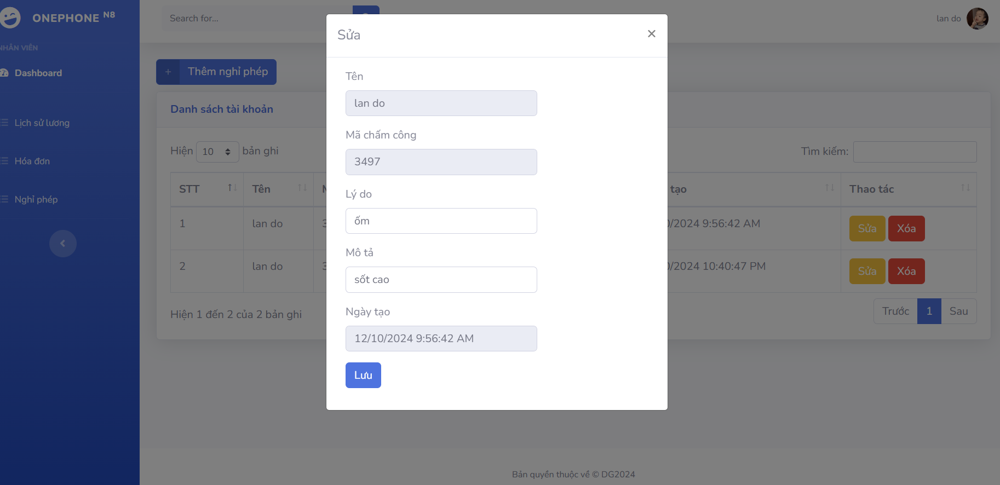 ONEPHONE N8
NHÂN VIÊN
Dashboard
Lịch sử lương
Hóa đơn
Nghỉ phép
Search for...
lan do
+ Thêm nghỉ phép
Danh sách tài khoản
Hiện 10 bản ghi
Tìm kiếm:
STT Tên tạo Thao tác
1 lan do 0/2024 9:56:42 AM Sửa Xóa
2 lan do 0/2024 10:40:47 PM Sửa Xóa
Hiện 1 đến 2 của 2 bản ghi
Trước 1 Sau
Sửa ×
Tên
lan do
Mã chấm công
3497
Lý do
ốm
Mô tả
sốt cao
Ngày tạo
12/10/2024 9:56:42 AM
Lưu
Bản quyền thuộc về © DG2024